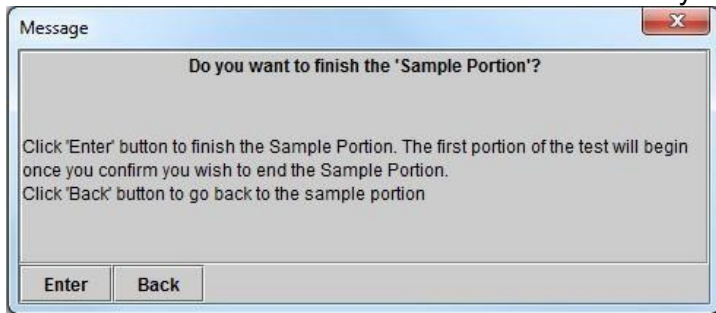 Message
Do you want to finish the 'Sample Portion'?
Click 'Enter' button to finish the Sample Portion. The first portion of the test will begin
once you confirm you wish to end the Sample Portion.
Click 'Back' button to go back to the sample portion
Enter Back